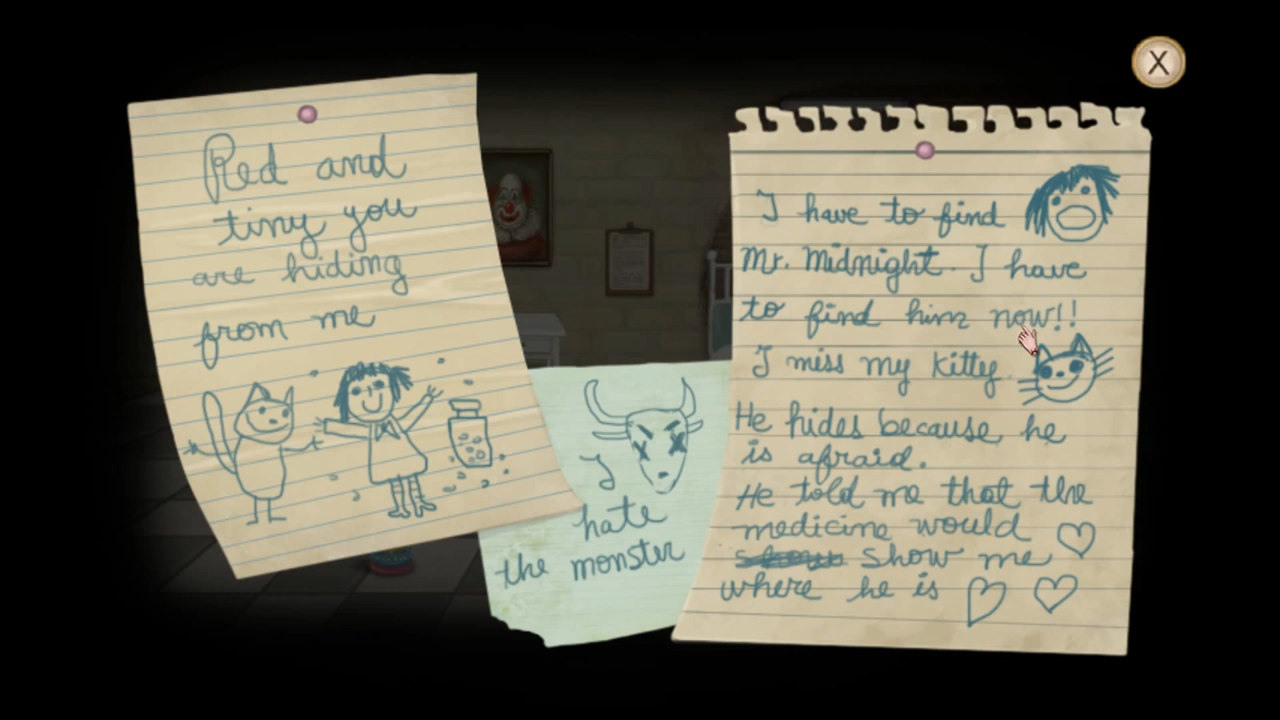 Red and
tiny you
are hiding
from me
I
hate
the monster
I have to find
Mr. Midnight. I have
to find him now!!
I miss my kitty.
He hides because he
is afraid.
He told me that the
medicine would
show me
where he is
X